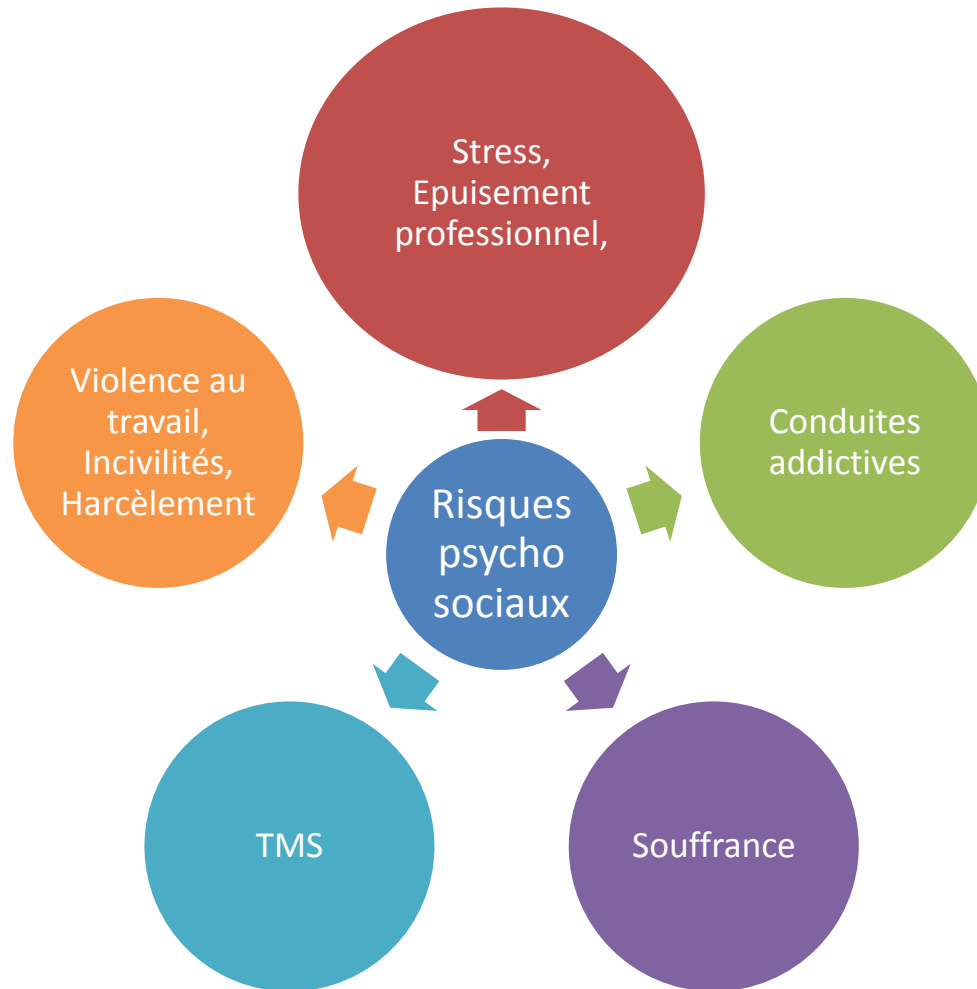 Stress,
Epuisement
professionnel,
Violence au
travail,
Incivilités,
Harcèlement
Conduites
addictives
Risques
psycho
sociaux
TMS
Souffrance